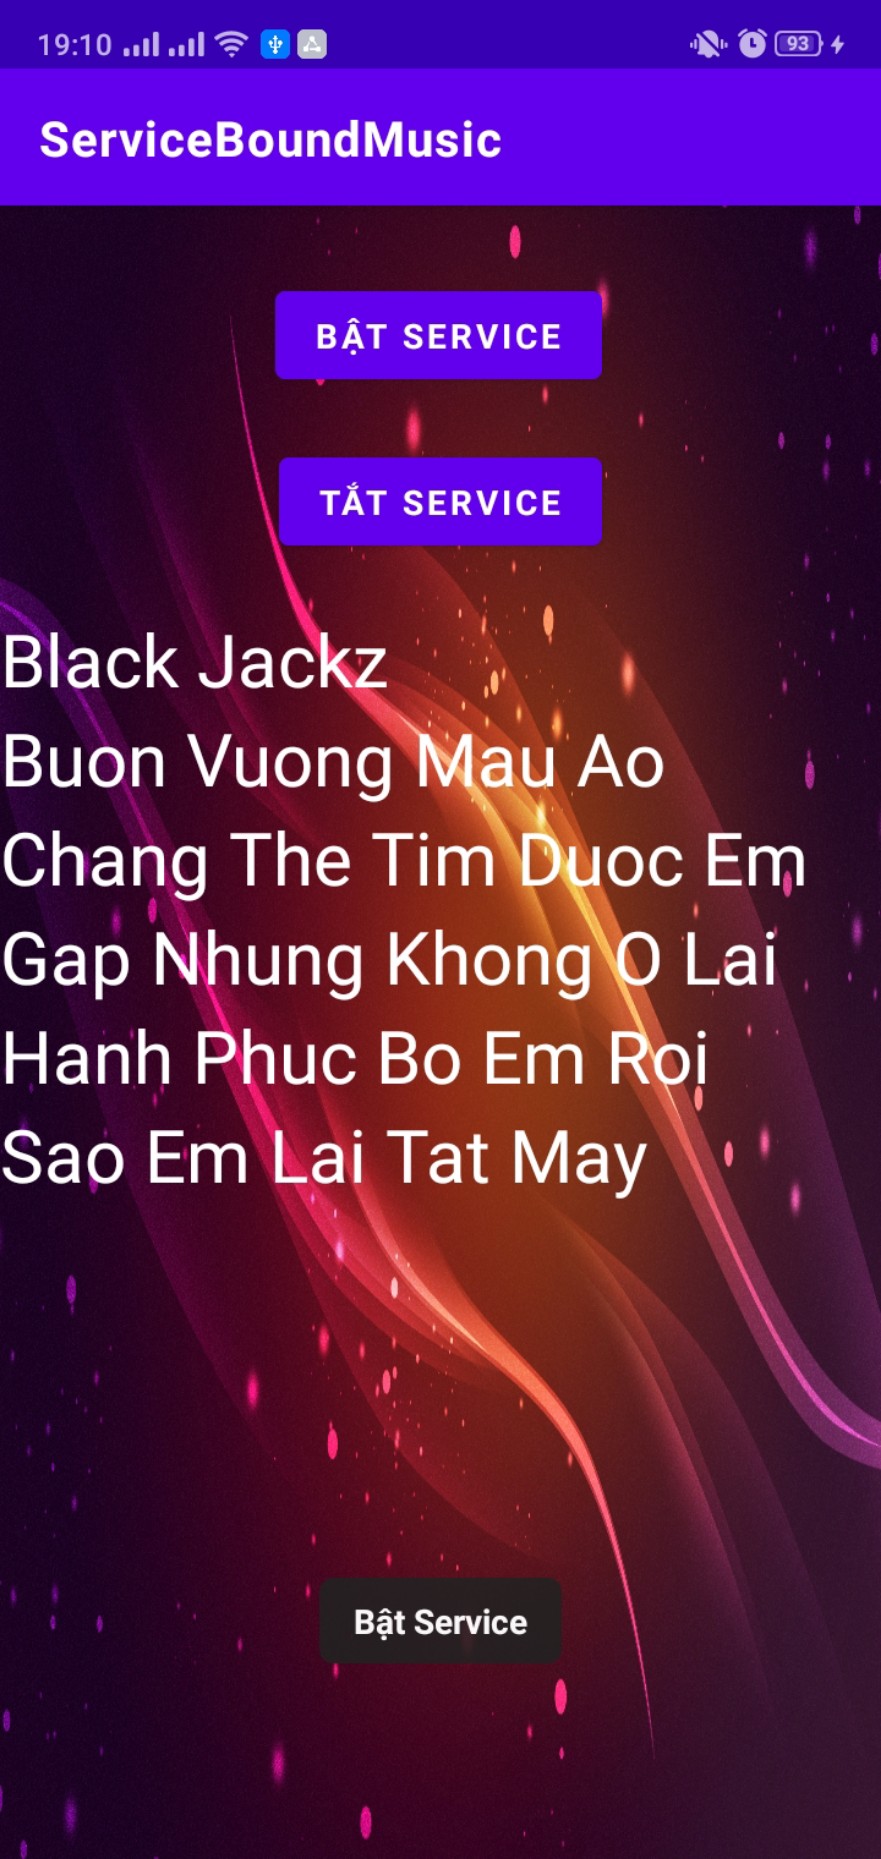 19:10
93
ServiceBoundMusic
BẬT SERVICE
TẮT SERVICE
Black Jackz
Buon Vuong Mau Ao
Chang The Tim Duoc Em
Gap Nhung Khong O Lai
Hanh Phuc Bo Em Roi
Sao Em Lai Tat May
Bật Service